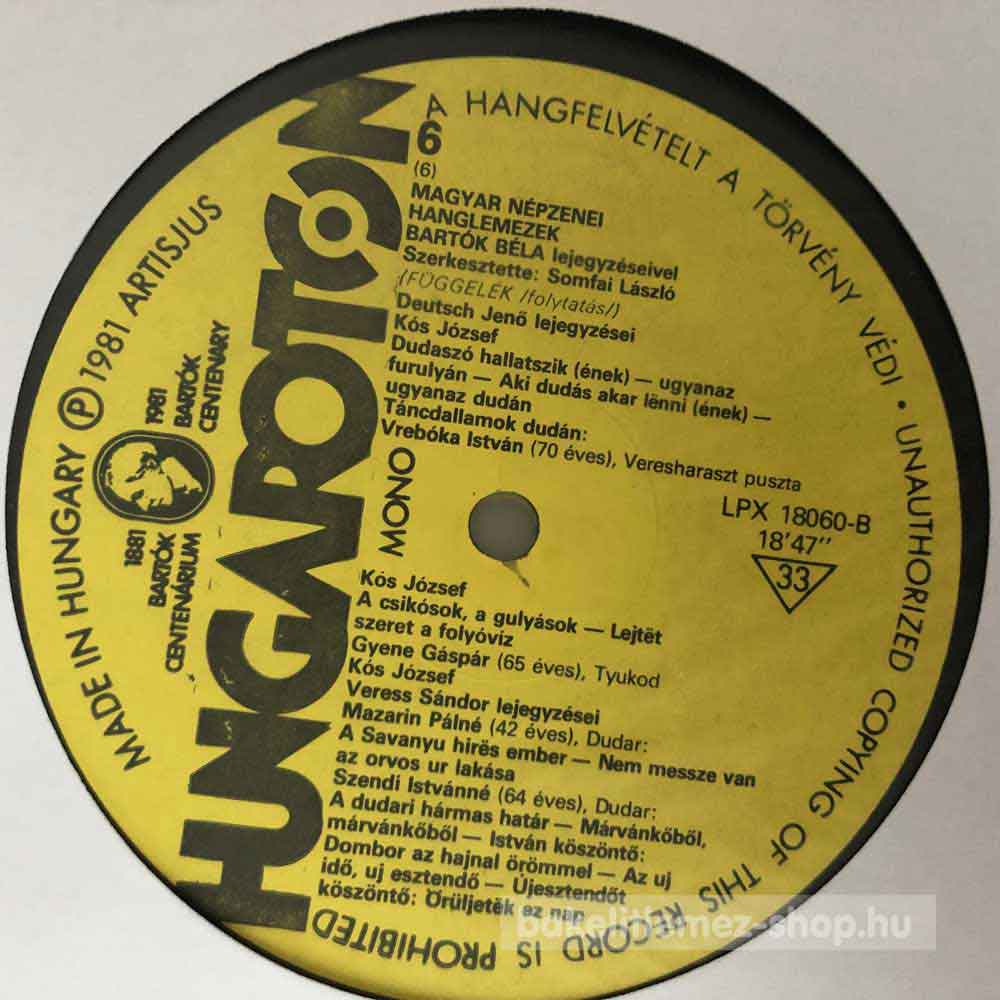 A HANGFELVÉTELT A TÖRVÉNY VÉDI • UNAUTHORIZED COPYING OF THIS RECORD IS PROHIBITED
MADE IN HUNGARY Ⓟ 1981 ARTISJUS
HUNGAROTON
1981
BARTÓK
CENTENARY
1881
BARTÓK
CENTENÁRIUM
6
(6)
MAGYAR NÉPZENEI
HANGLEMEZEK
BARTÓK BÉLA lejegyzéseivel
Szerkesztette: Somfai László
(FÜGGELÉK /folytatás/)
Deutsch Jenő lejegyzései
Kós József
Dudaszó hallatszik (ének) — ugyanaz
furulyán — Aki dudás akar lënni (ének) —
ugyanaz dudán
Táncdallamok dudán:
Vrebóka István (70 éves), Veresharaszt puszta
MONO
LPX 18060-B
18'47''
33
Kós József
A csikósok, a gulyások — Lejtët
szeret a folyóvíz
Gyene Gáspár (65 éves), Tyukod
Kós József
Veress Sándor lejegyzései
Mazarin Pálné (42 éves), Dudar:
A Savanyu hirës ember — Nem messze van
az orvos ur lakása
Szendi Istvánné (64 éves), Dudar:
A dudari hármas határ — Márvánkőből,
márvánkőből — István köszöntő:
Dombor az hajnal örömmel — Az uj
idő, uj esztendő — Újesztendőt
köszöntő: Örüljetëk ez nap
bakelitlemez-shop.hu